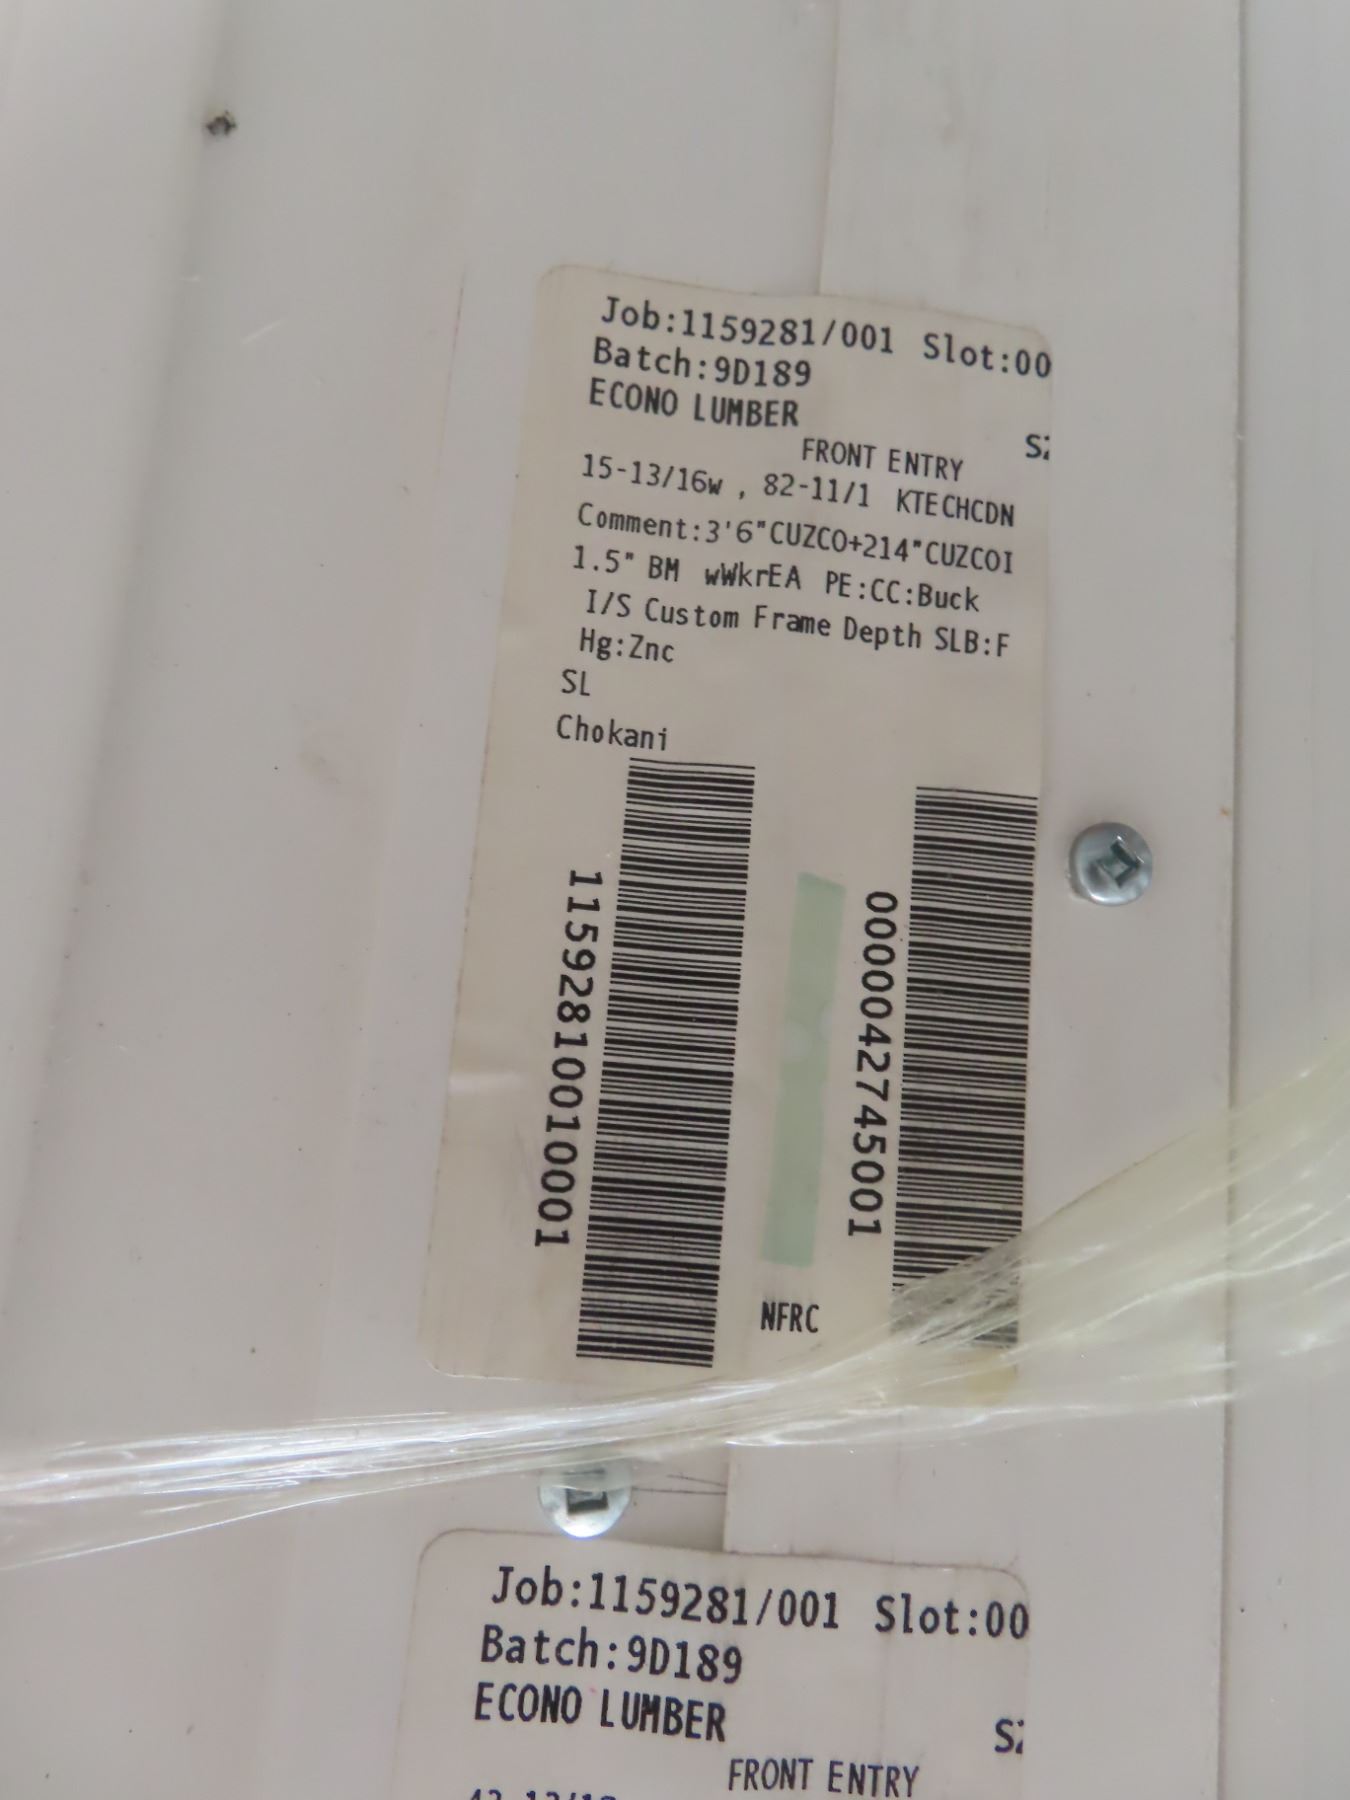 Job:1159281/001 Slot:00
Batch:9D189
ECONO LUMBER
FRONT ENTRY
15-13/16w , 82-11/1 KTECHCDN
Comment:3'6"CUZCO+214"CUZCOI
1.5" BM wWkrEA PE:CC:Buck
I/S Custom Frame Depth SLB:F
Hg:Znc
SL
Chokani
11592810010001
0000042745001
NFRC
Job:1159281/001 Slot:00
Batch:9D189
ECONO LUMBER
FRONT ENTRY